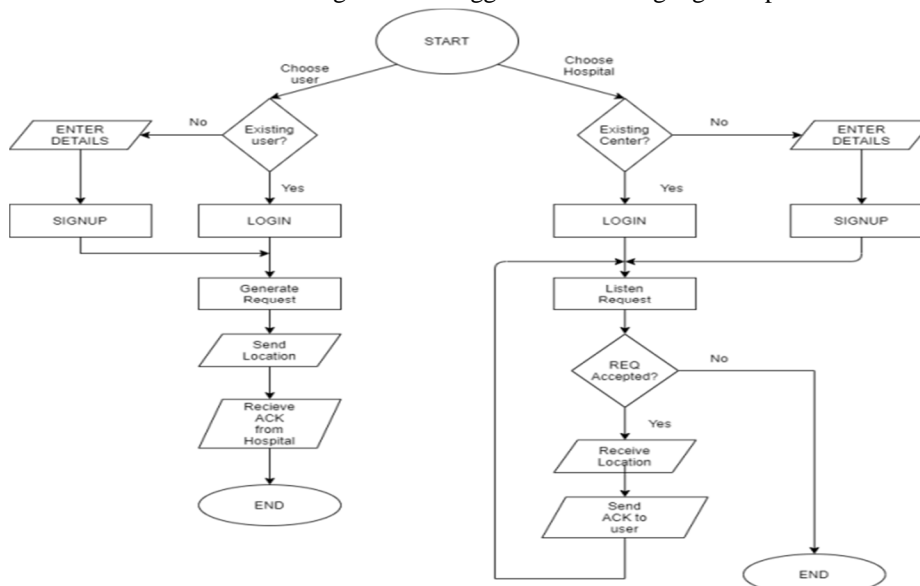 START
Choose
user
Choose
Hospital
Existing
user?
No
ENTER
DETAILS
Yes
SIGNUP
LOGIN
Generate
Request
Send
Location
Recieve
ACK
from
Hospital
END
Existing
Center?
No
ENTER
DETAILS
Yes
LOGIN
SIGNUP
Listen
Request
REQ
Accepted?
No
Yes
Receive
Location
Send
ACK to
user
END